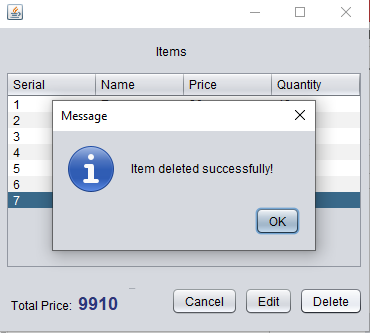 Items
Serial Name Price Quantity
1
2
3
4
5
6
7
Message
Item deleted successfully!
OK
Total Price: 9910
Cancel Edit Delete